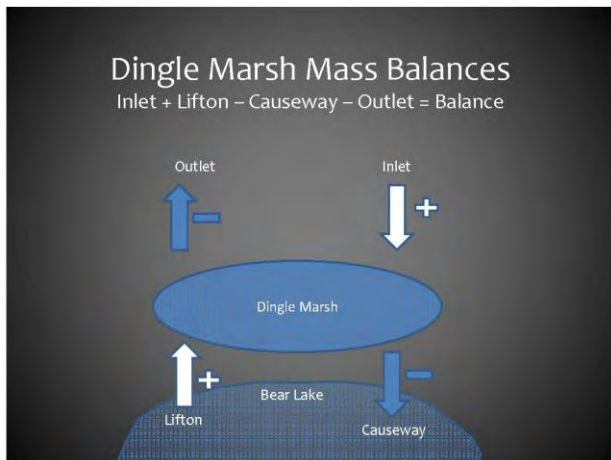 Dingle Marsh Mass Balances
Inlet + Lifton – Causeway – Outlet = Balance
Outlet
Inlet
–
+
Dingle Marsh
+
–
Bear Lake
Lifton
Causeway